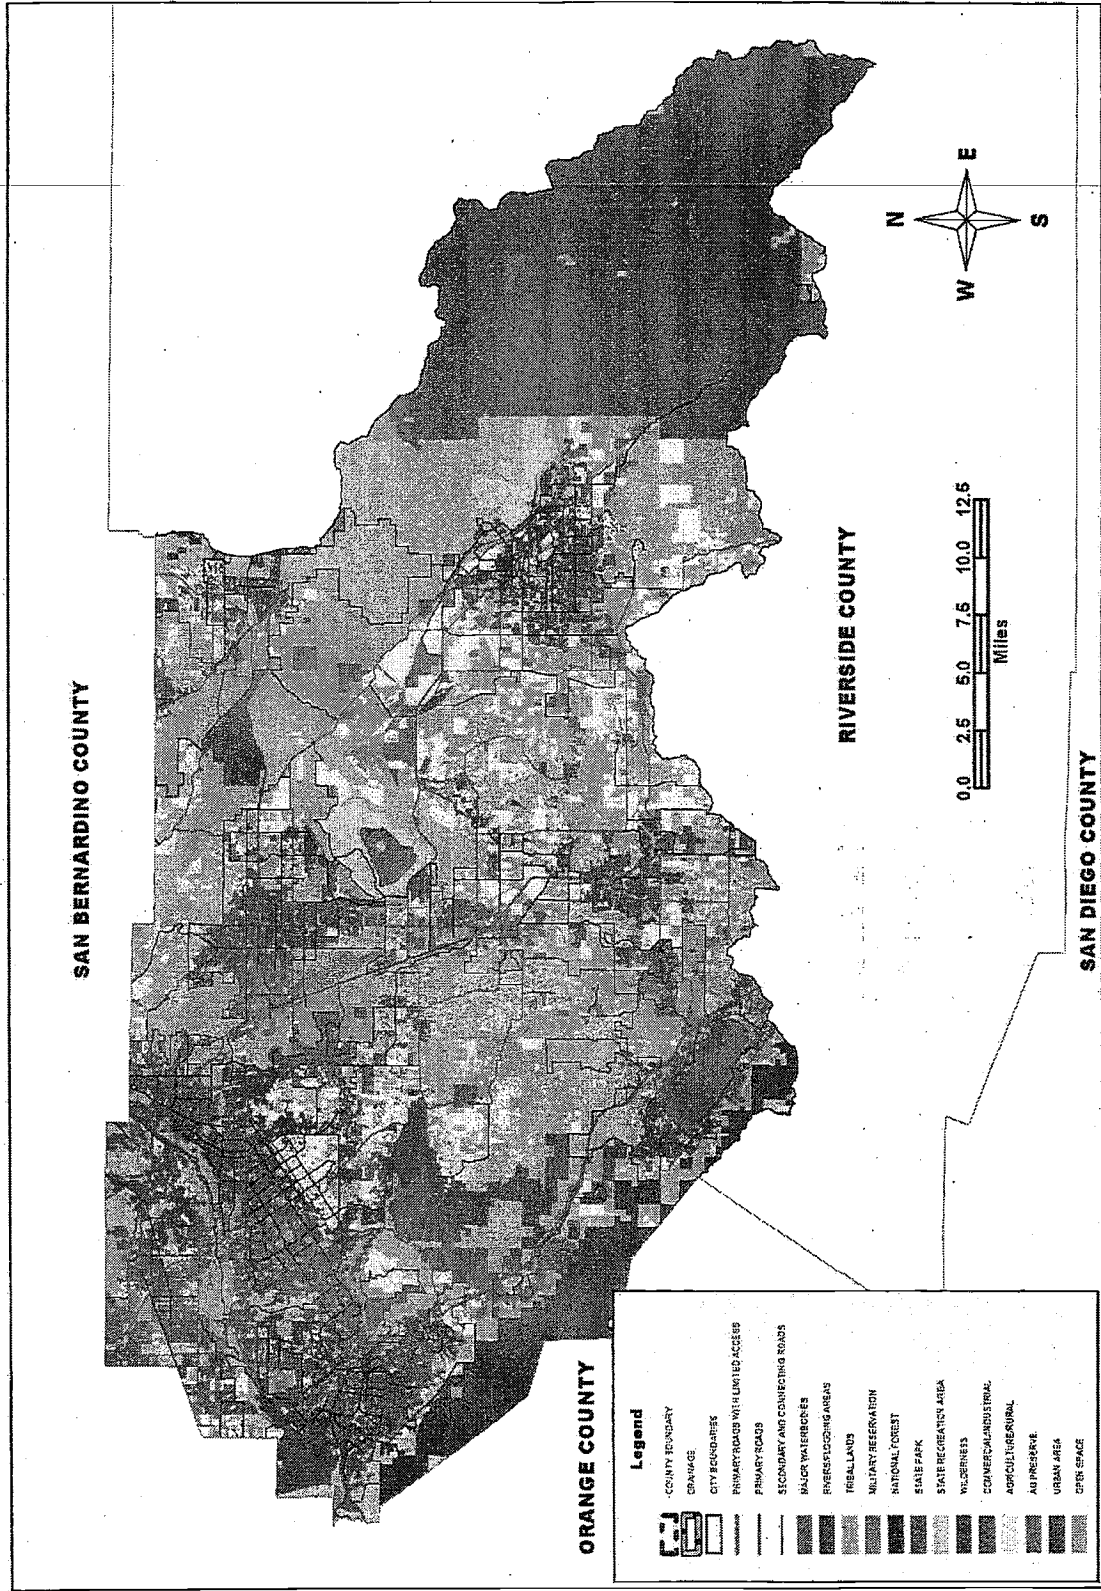 SAN BERNARDINO COUNTY
N
W
E
S
RIVERSIDE COUNTY
0.0
2.5
5.0
7.5
10.0
12.5
Miles
SAN DIEGO COUNTY
ORANGE COUNTY
Legend
COUNTY BOUNDARY
DRAINAGE
CITY BOUNDARIES
PRIMARY ROADS WITH LIMITED ACCESS
PRIMARY ROADS
SECONDARY AND CONNECTING ROADS
MAJOR WATERBODIES
RIVERS/FLOODING AREAS
TRIBAL LANDS
MILITARY RESERVATION
NATIONAL FOREST
STATE PARK
STATE RECREATION AREA
WILDERNESS
COMMERCIAL/INDUSTRIAL
AGRICULTURE/RURAL
AG PRESERVE
URBAN AREA
OPEN SPACE